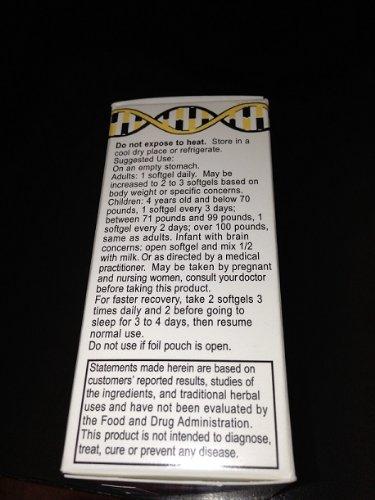 Do not expose to heat. Store in a
cool dry place or refrigerate.
Suggested Use:
On an empty stomach.
Adults: 1 softgel daily. May be
increased to 2 to 3 softgels based on
body weight or specific concerns.
Children: 4 years old and below 70
pounds, 1 softgel every 3 days;
between 71 pounds and 99 pounds, 1
softgel every 2 days; over 100 pounds,
same as adults. Infant with brain
concerns: open softgel and mix 1/2
with milk. Or as directed by a medical
practitioner. May be taken by pregnant
and nursing women, consult your doctor
before taking this product.
For faster recovery, take 2 softgels 3
times daily and 2 before going to
sleep for 3 to 4 days, then resume
normal use.
Do not use if foil pouch is open.
Statements made herein are based on
customers' reported results, studies of
the ingredients, and traditional herbal
uses and have not been evaluated by
the Food and Drug Administration.
This product is not intended to diagnose,
treat, cure or prevent any disease.